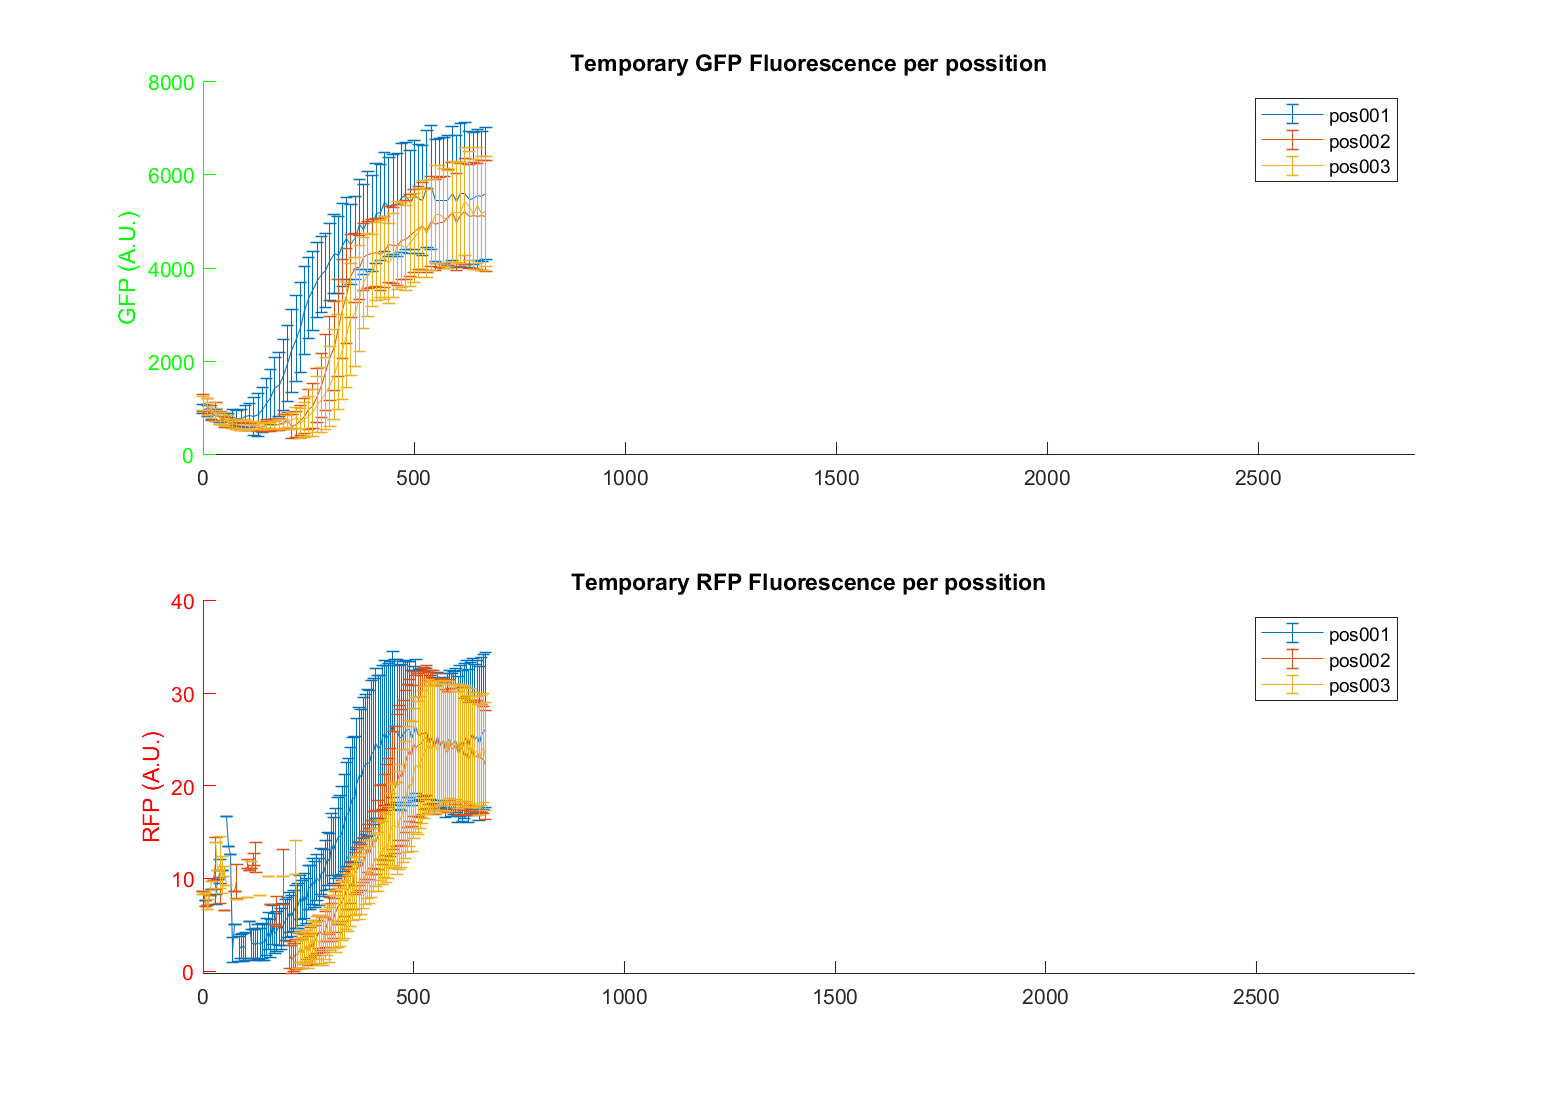 Temporary GFP Fluorescence per possition
8000
6000
4000
2000
0
GFP (A.U.)
0 500 1000 1500 2000 2500
pos001
pos002
pos003
Temporary RFP Fluorescence per possition
40
30
20
10
0
RFP (A.U.)
0 500 1000 1500 2000 2500
pos001
pos002
pos003